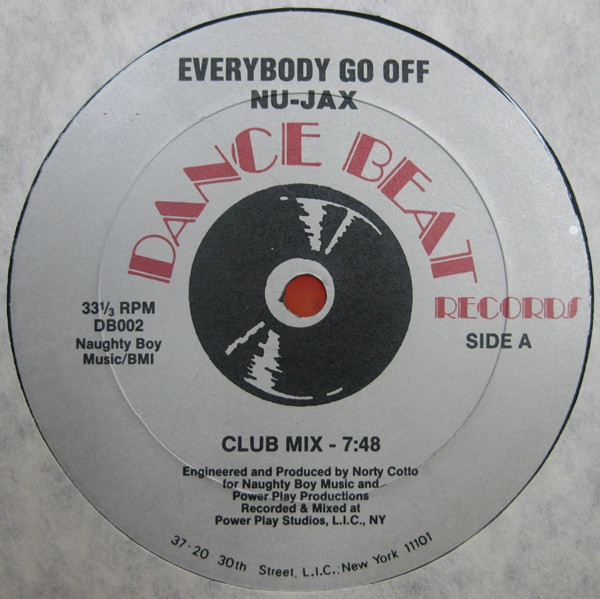 EVERYBODY GO OFF
NU-JAX
DANCE BEAT
RECORDS
33⅓ RPM
DB002
Naughty Boy
Music/BMI
SIDE A
CLUB MIX - 7:48
Engineered and Produced by Norty Cotto
for Naughty Boy Music and
Power Play Productions
Recorded & Mixed at
Power Play Studios, L.I.C., NY
37-20 30th Street, L.I.C., New York 11101